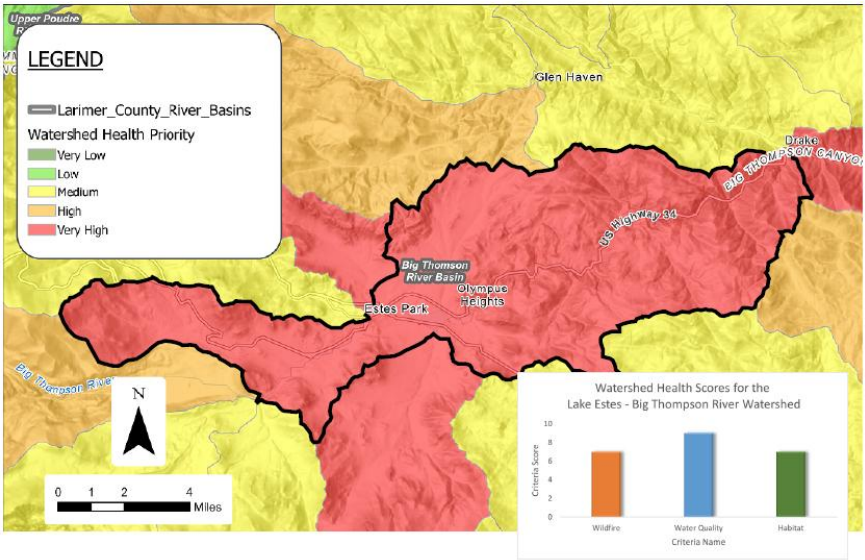 Upper Poudre
LEGEND
Larimer_County_River_Basins
Watershed Health Priority
Very Low
Low
Medium
High
Very High
Glen Haven
Drake
BIG THOMPSON CANYON
US Highway 34
Big Thomson
River Basin
Olympus
Heights
Estes Park
Big Thompson River
N
0 1 2 4
Miles
Watershed Health Scores for the
Lake Estes - Big Thompson River Watershed
Criteria Score
10
8
6
4
2
0
Wildfire Water Quality Habitat
Criteria Name